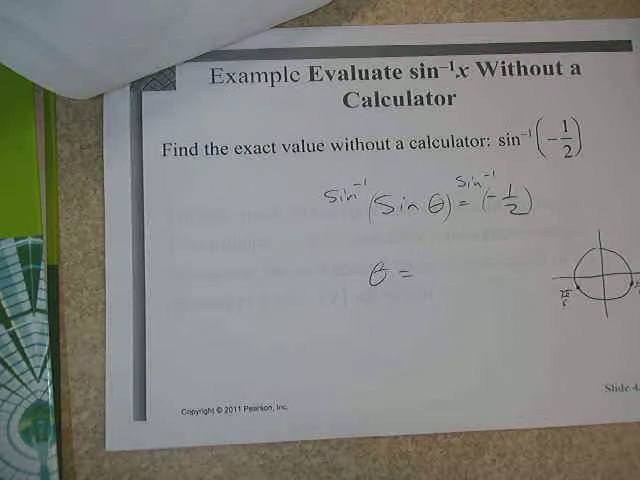 Example Evaluate sin⁻¹x Without a
Calculator
Find the exact value without a calculator: sin⁻¹(-1/2)
sin⁻¹(sin θ) = sin⁻¹(-1/2)
θ =
Slide 4.
Copyright © 2011 Pearson, Inc.